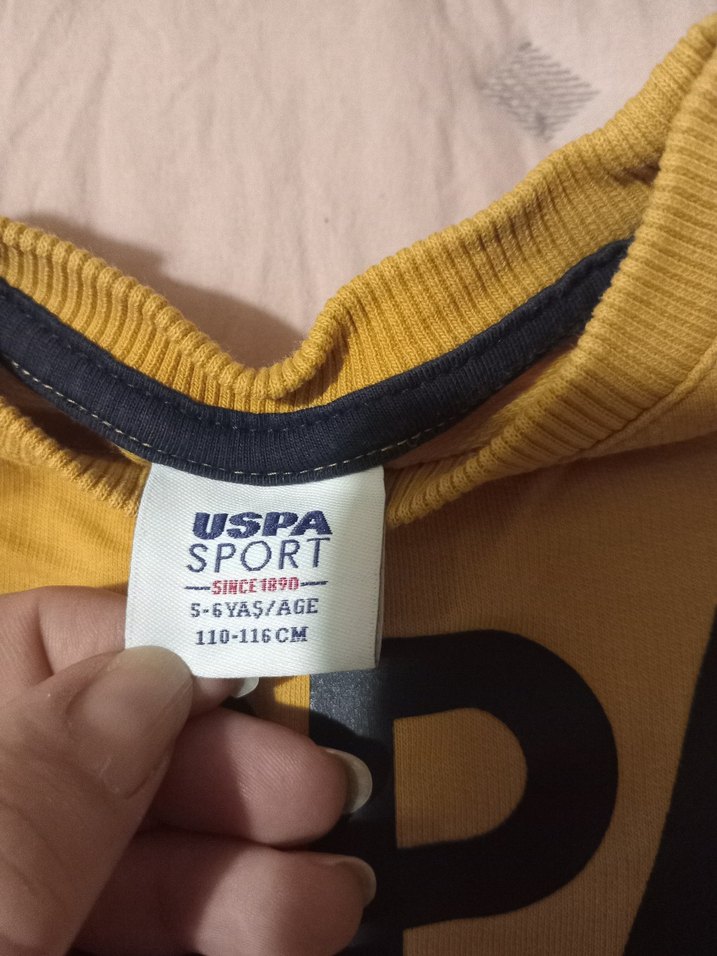 USPA
SPORT
SINCE 1890
5-6 YAŞ/AGE
110-116 CM
P